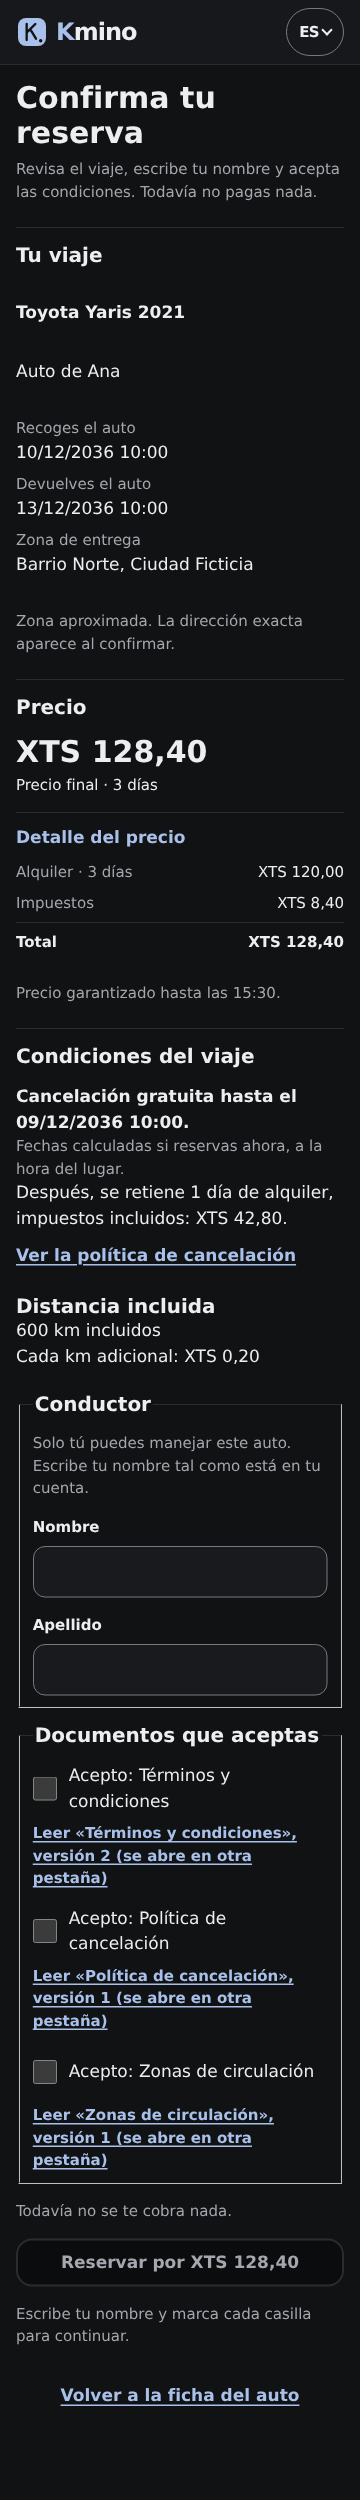 Kmino
ES
Confirma tu
reserva
Revisa el viaje, escribe tu nombre y acepta
las condiciones. Todavía no pagas nada.
Tu viaje
Toyota Yaris 2021
Auto de Ana
Recoges el auto
10/12/2036 10:00
Devuelves el auto
13/12/2036 10:00
Zona de entrega
Barrio Norte, Ciudad Ficticia
Zona aproximada. La dirección exacta
aparece al confirmar.
Precio
XTS 128,40
Precio final · 3 días
Detalle del precio
Alquiler · 3 días XTS 120,00
Impuestos XTS 8,40
Total XTS 128,40
Precio garantizado hasta las 15:30.
Condiciones del viaje
Cancelación gratuita hasta el
09/12/2036 10:00.
Fechas calculadas si reservas ahora, a la
hora del lugar.
Después, se retiene 1 día de alquiler,
impuestos incluidos: XTS 42,80.
Ver la política de cancelación
Distancia incluida
600 km incluidos
Cada km adicional: XTS 0,20
Conductor
Solo tú puedes manejar este auto.
Escribe tu nombre tal como está en tu
cuenta.
Nombre
Apellido
Documentos que aceptas
Acepto: Términos y
condiciones
Leer «Términos y condiciones»,
versión 2 (se abre en otra
pestaña)
Acepto: Política de
cancelación
Leer «Política de cancelación»,
versión 1 (se abre en otra
pestaña)
Acepto: Zonas de circulación
Leer «Zonas de circulación»,
versión 1 (se abre en otra
pestaña)
Todavía no se te cobra nada.
Reservar por XTS 128,40
Escribe tu nombre y marca cada casilla
para continuar.
Volver a la ficha del auto